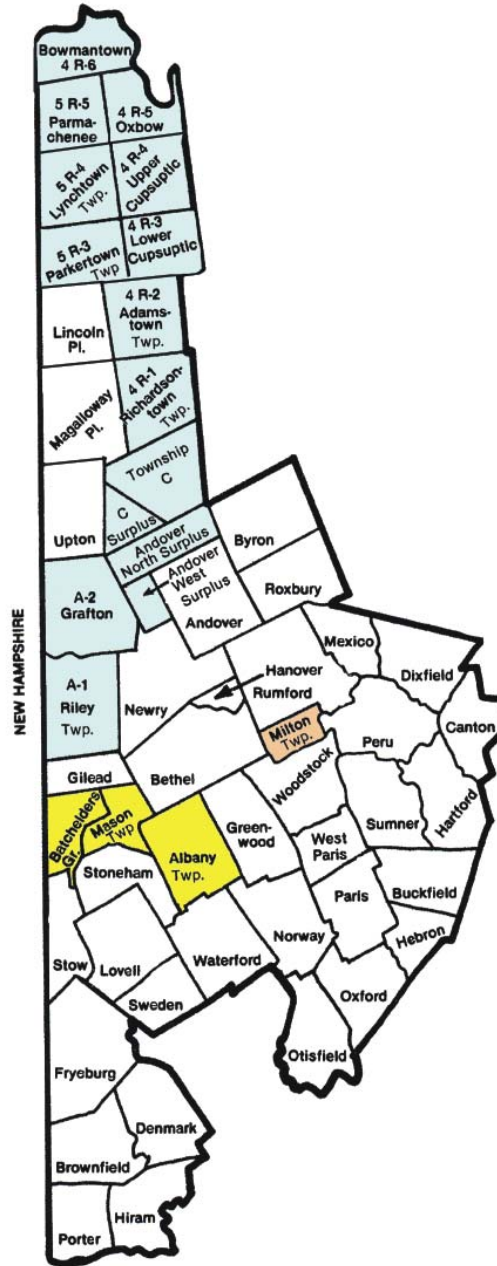 Bowmantown
4 R-6
5 R-5
Parma-
chenee
4 R-5
Oxbow
5 R-4
Lynchtown
Twp.
4 R-4
Upper
Cupsuptic
5 R-3
Parkertown
Twp
4 R-3
Lower
Cupsuptic
Lincoln
Pl.
4 R-2
Adams-
town
Twp.
Magalloway
Pl.
4 R-1
Richardson-
town
Twp.
Township
C
C
Surplus
Upton
Andover
North Surplus
Andover
West
Surplus
Byron
Andover
Roxbury
A-2
Grafton
NEW HAMPSHIRE
A-1
Riley
Twp.
Newry
Hanover
Rumford
Mexico
Dixfield
Milton
Twp.
Peru
Canton
Gilead
Bethel
Woodstock
Batchelders
Gr.
Mason
Twp
Albany
Twp.
Green-
wood
West
Paris
Sumner
Hartford
Stoneham
Paris
Buckfield
Stow
Lovell
Waterford
Norway
Hebron
Sweden
Oxford
Otisfield
Fryeburg
Denmark
Brownfield
Porter
Hiram